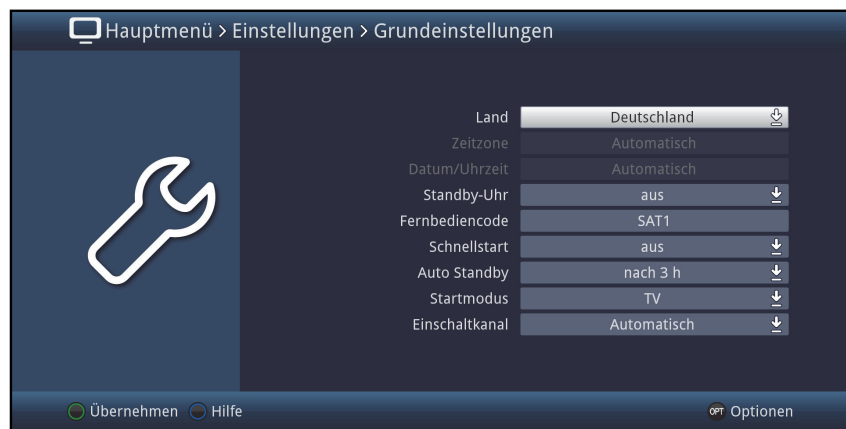 Hauptmenü > Einstellungen > Grundeinstellungen
Land Deutschland
Zeitzone Automatisch
Datum/Uhrzeit Automatisch
Standby-Uhr aus
Fernbediencode SAT1
Schnellstart aus
Auto Standby nach 3 h
Startmodus TV
Einschaltkanal Automatisch
Übernehmen Hilfe OPT Optionen